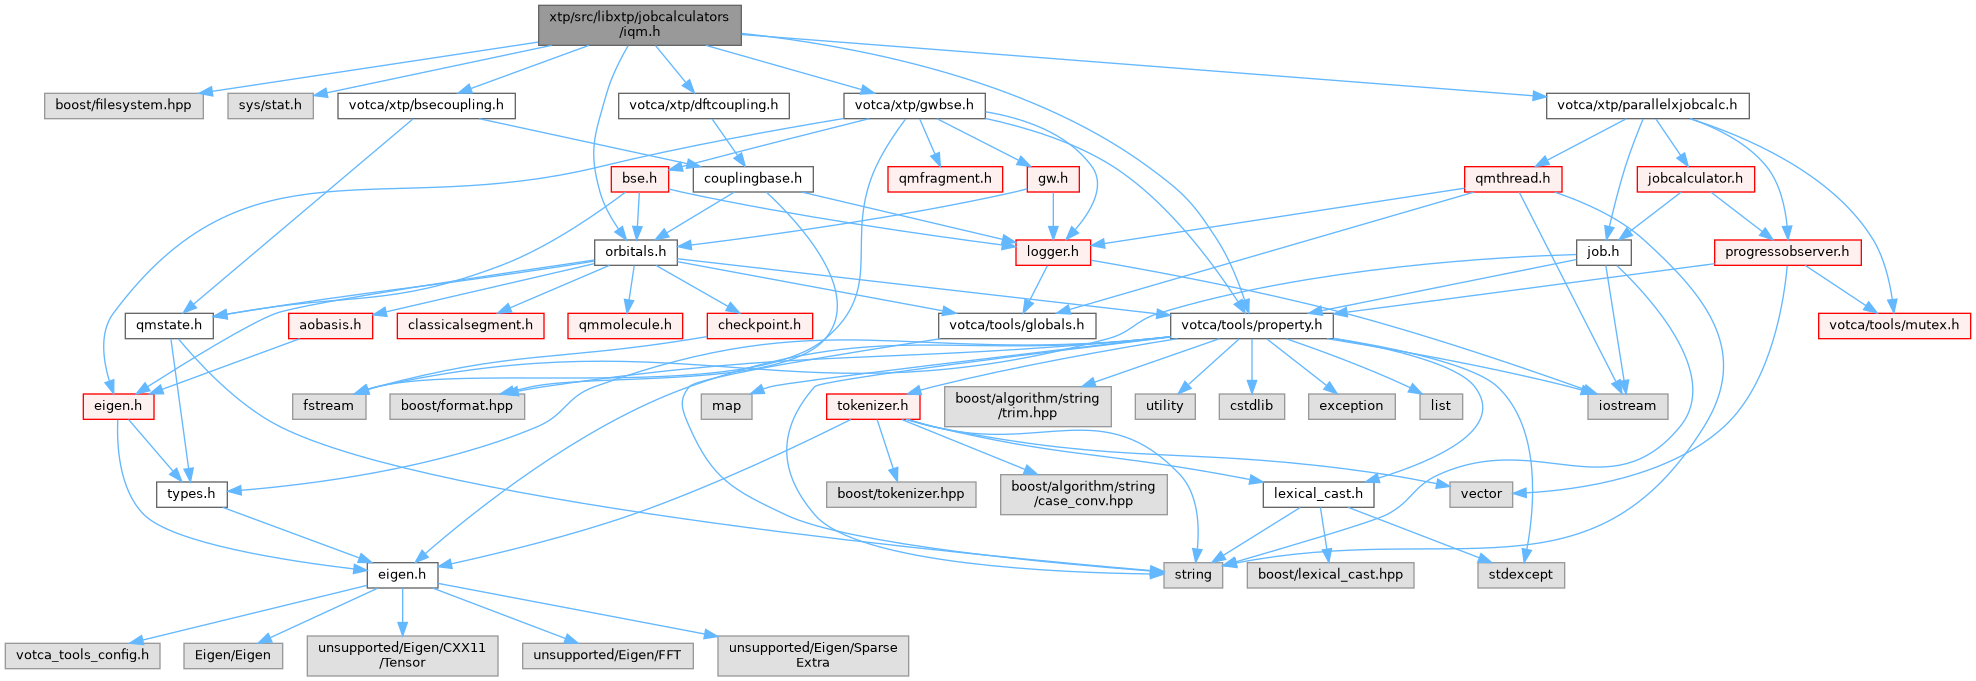 xtp/src/libxtp/jobcalculators
/iqm.h
boost/filesystem.hpp
sys/stat.h
votca/xtp/bsecoupling.h
votca/xtp/dftcoupling.h
votca/xtp/gwbse.h
votca/xtp/parallelxjobcalc.h
bse.h
couplingbase.h
qmfragment.h
gw.h
qmthread.h
jobcalculator.h
orbitals.h
logger.h
job.h
progressobserver.h
qmstate.h
aobasis.h
classicalsegment.h
qmmolecule.h
checkpoint.h
votca/tools/globals.h
votca/tools/property.h
votca/tools/mutex.h
eigen.h
fstream
boost/format.hpp
map
tokenizer.h
boost/algorithm/string
/trim.hpp
utility
cstdlib
exception
list
iostream
types.h
boost/tokenizer.hpp
boost/algorithm/string
/case_conv.hpp
lexical_cast.h
vector
eigen.h
string
boost/lexical_cast.hpp
stdexcept
votca_tools_config.h
Eigen/Eigen
unsupported/Eigen/CXX11
/Tensor
unsupported/Eigen/FFT
unsupported/Eigen/Sparse
Extra